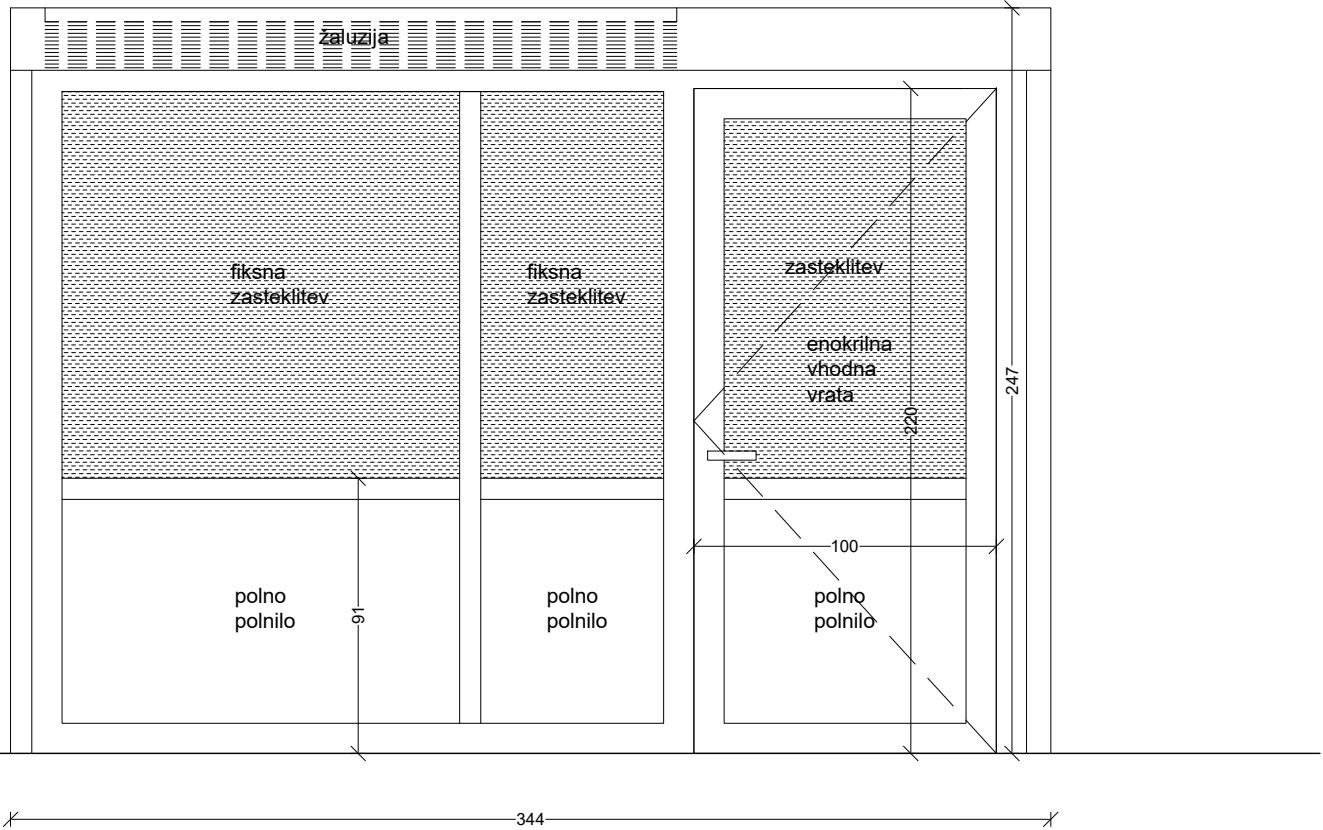 žaluzija
fiksna
zasteklitev
fiksna
zasteklitev
zasteklitev
enokrilna
vhodna
vrata
247
220
100
91
polno
polnilo
polno
polnilo
polno
polnilo
344